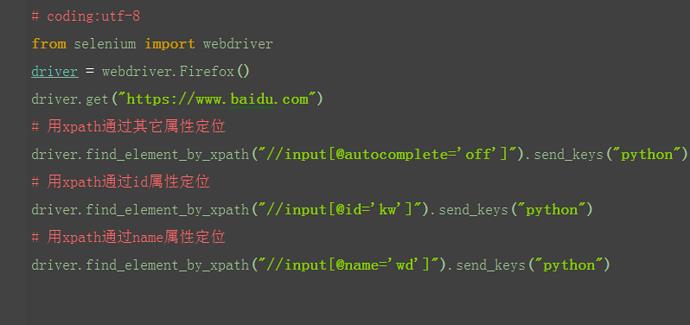 # coding:utf-8
from selenium import webdriver
driver = webdriver.Firefox()
driver.get("https://www.baidu.com")
# 用xpath通过其它属性定位
driver.find_element_by_xpath("//input[@autocomplete='off']").send_keys("python")
# 用xpath通过id属性定位
driver.find_element_by_xpath("//input[@id='kw']").send_keys("python")
# 用xpath通过name属性定位
driver.find_element_by_xpath("//input[@name='wd']").send_keys("python")